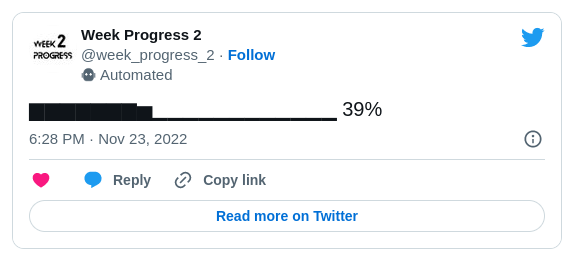 WEEK 2
PROGRESS
Week Progress 2
@week_progress_2 · Follow
Automated
▇▇▇▇▇▇▇▅▁▁▁▁▁▁▁▁▁▁▁▁ 39%
6:28 PM · Nov 23, 2022
Reply
Copy link
Read more on Twitter